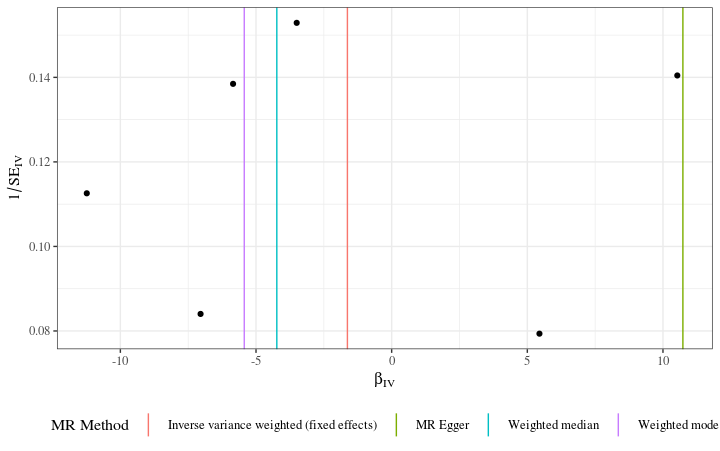 0.14
0.12
0.10
0.08
1/SE_IV
-10 -5 0 5 10
β_IV
MR Method Inverse variance weighted (fixed effects) MR Egger Weighted median Weighted mode